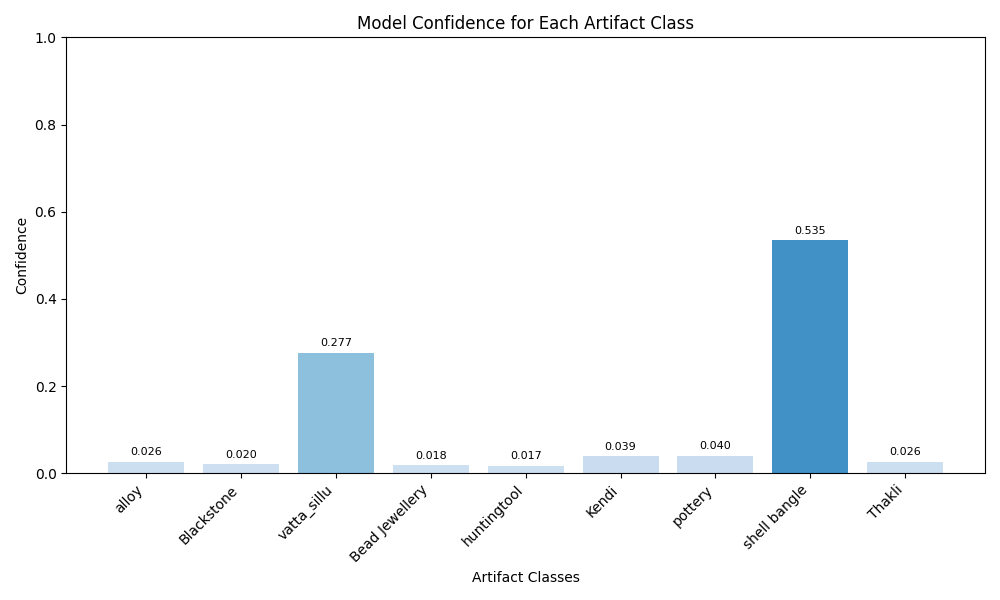 Model Confidence for Each Artifact Class
1.0
0.8
0.6
0.4
0.2
0.0
Confidence
0.026
0.020
0.277
0.018
0.017
0.039
0.040
0.535
0.026
alloy
Blackstone
vatta_sillu
Bead Jewellery
huntingtool
Kendi
pottery
shell bangle
Thakli
Artifact Classes